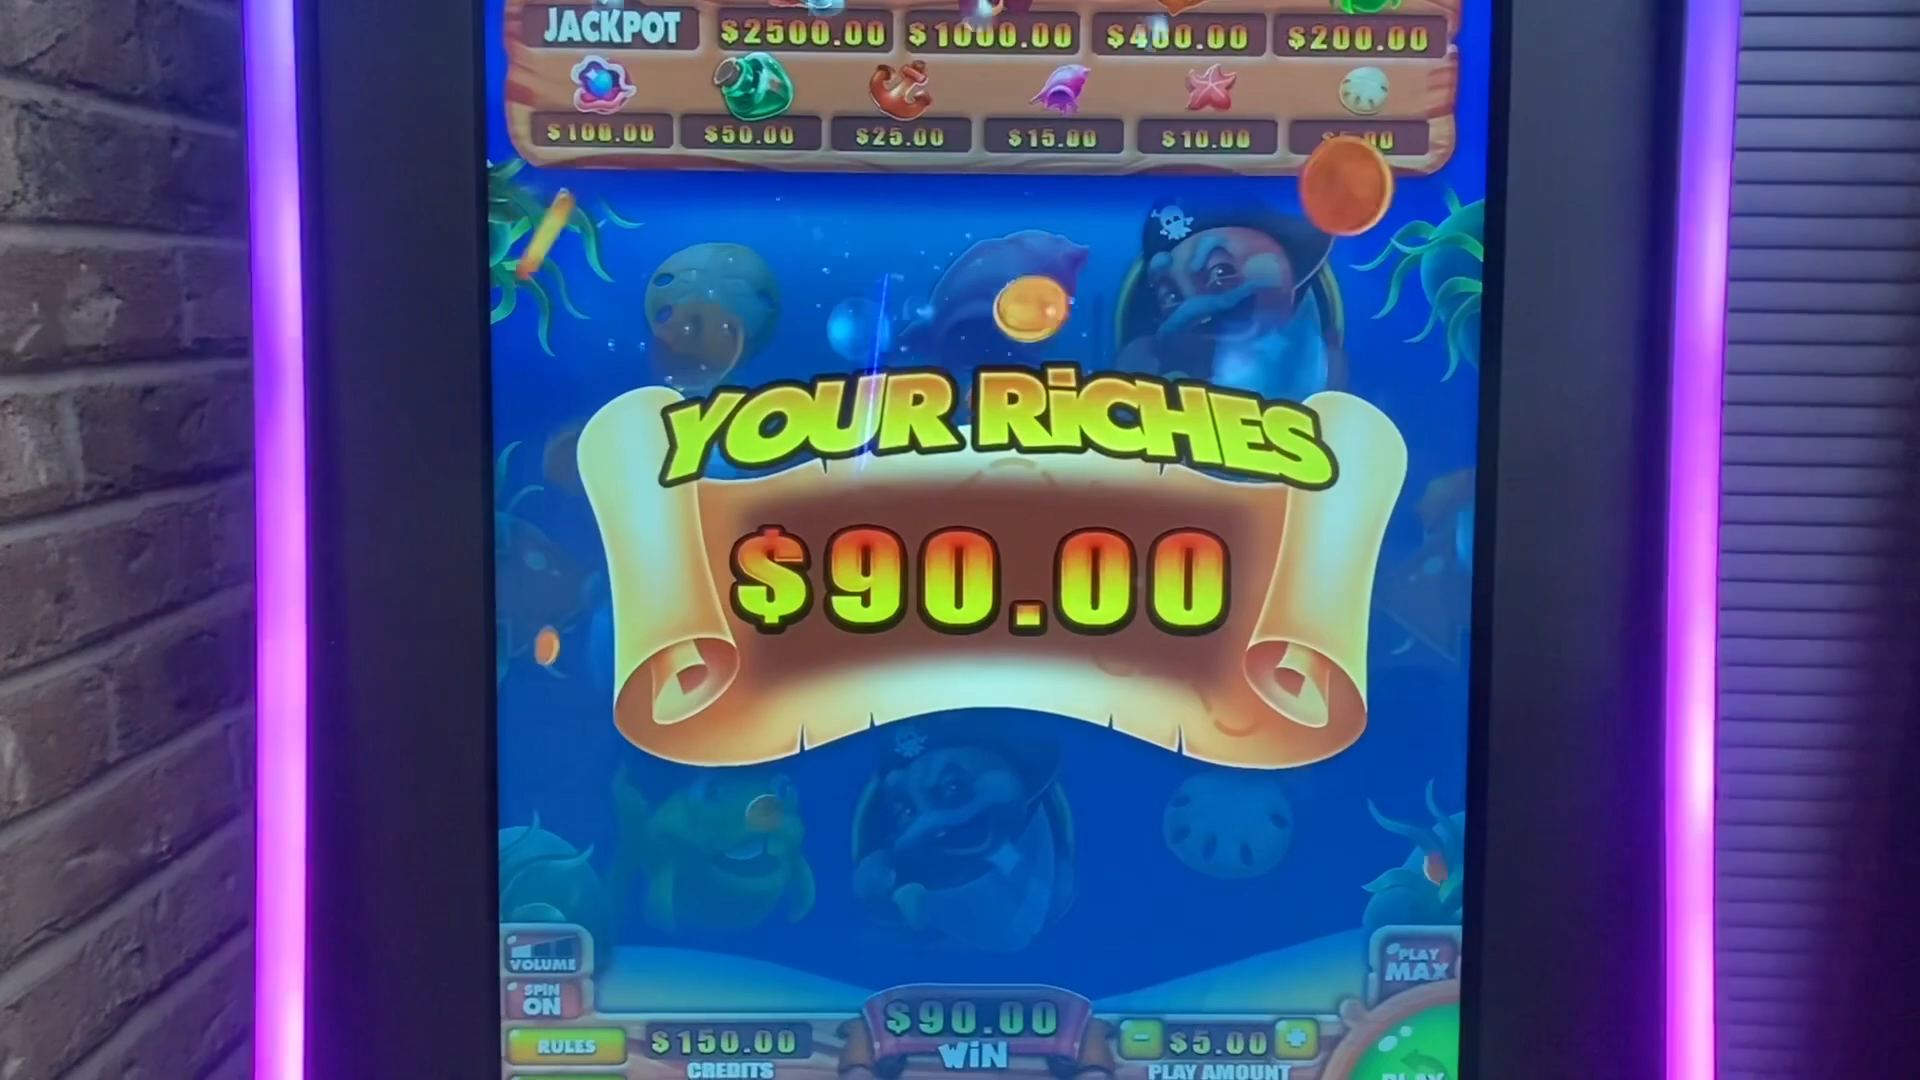 JACKPOT $2500.00 $1000.00 $400.00 $200.00
$100.00 $50.00 $25.00 $15.00 $10.00
YOUR RiCHES
$90.00
VOLUME
SPIN
ON
PLAY
MAX
RULES
$150.00
CREDITS
$90.00
WiN
- $5.00 +
PLAY AMOUNT
PLAY